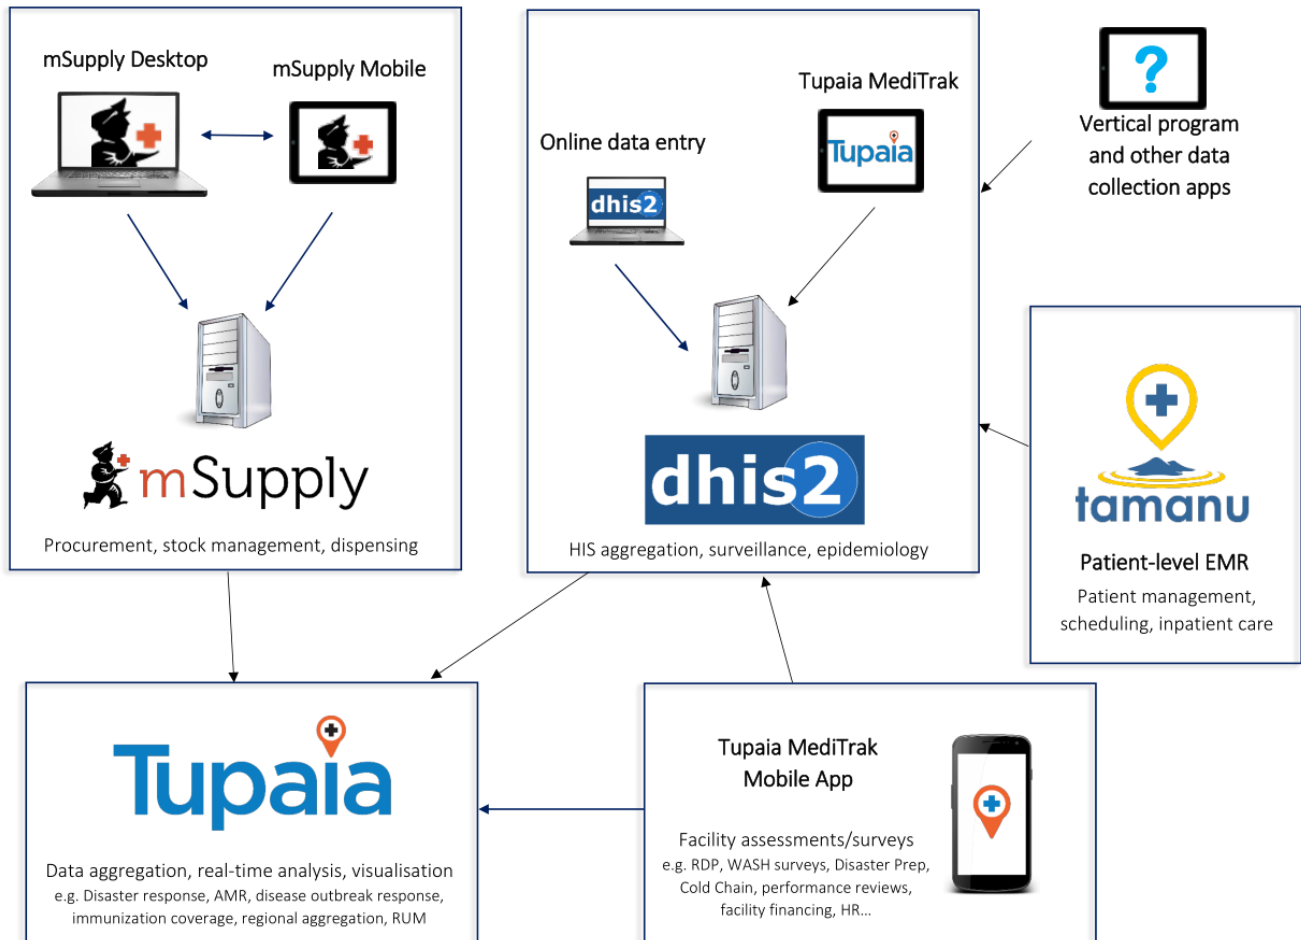 mSupply Desktop
mSupply Mobile
mSupply
Procurement, stock management, dispensing
Online data entry
dhis2
Tupaia MediTrak
Tupaia
dhis2
HIS aggregation, surveillance, epidemiology
?
Vertical program
and other data
collection apps
tamanu
Patient-level EMR
Patient management,
scheduling, inpatient care
Tupaia
Data aggregation, real-time analysis, visualisation
e.g. Disaster response, AMR, disease outbreak response,
immunization coverage, regional aggregation, RUM
Tupaia MediTrak
Mobile App
Facility assessments/surveys
e.g. RDP, WASH surveys, Disaster Prep,
Cold Chain, performance reviews,
facility financing, HR...